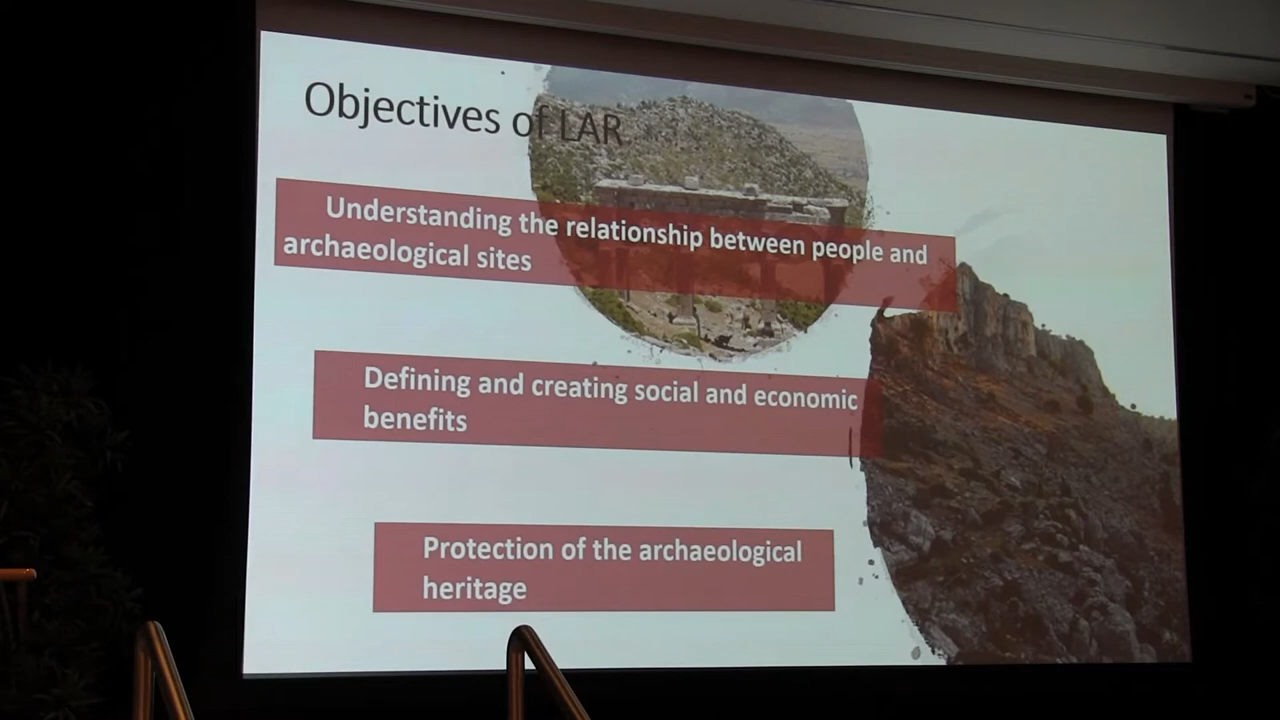 Objectives of LAR
Understanding the relationship between people and
archaeological sites
Defining and creating social and economic
benefits
Protection of the archaeological
heritage